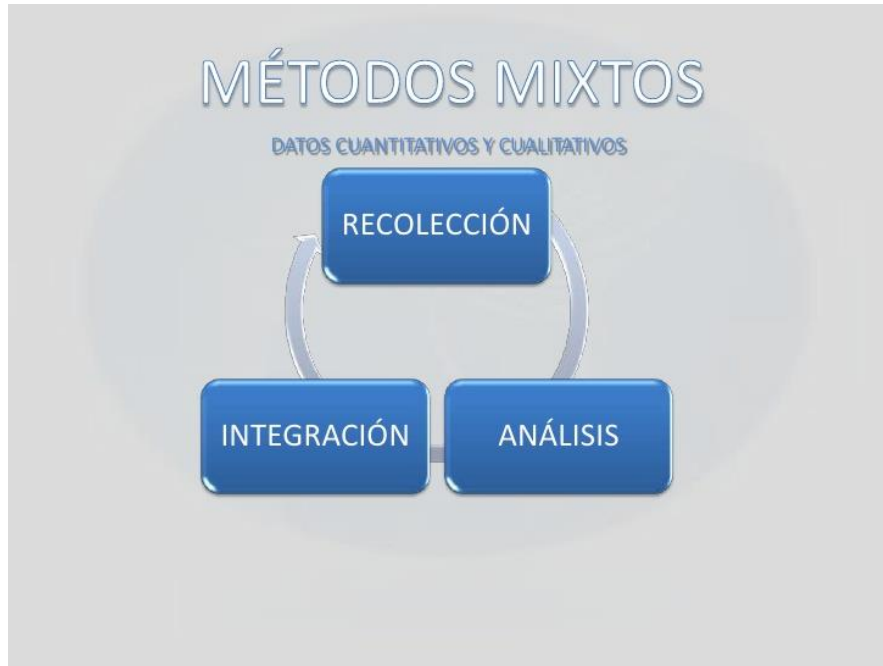 MÉTODOS MIXTOS
DATOS CUANTITATIVOS Y CUALITATIVOS
RECOLECCIÓN
INTEGRACIÓN
ANÁLISIS